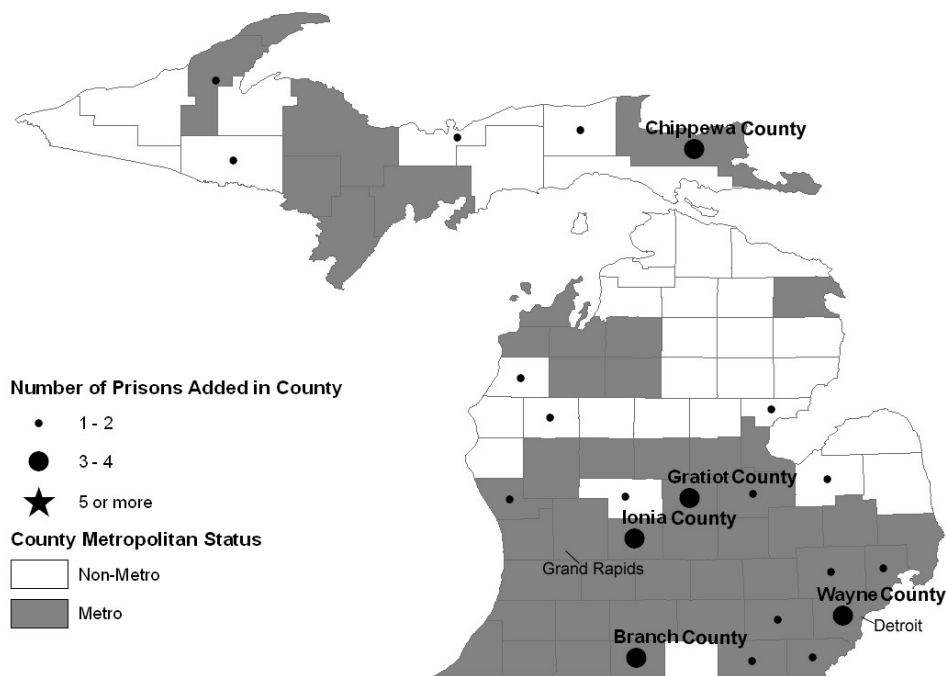 Chippewa County
Number of Prisons Added in County
1 - 2
3 - 4
5 or more
County Metropolitan Status
Non-Metro
Metro
Gratiot County
Ionia County
Grand Rapids
Wayne County
Detroit
Branch County